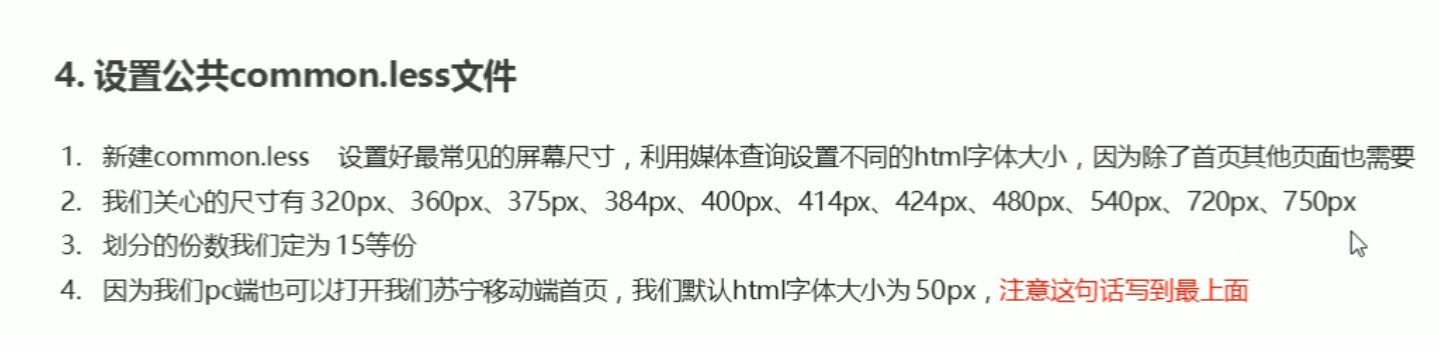 4. 设置公共common.less文件
1. 新建common.less 设置好最常见的屏幕尺寸，利用媒体查询设置不同的html字体大小，因为除了首页其他页面也需要
2. 我们关心的尺寸有 320px、360px、375px、384px、400px、414px、424px、480px、540px、720px、750px
3. 划分的份数我们定为 15等份
4. 因为我们pc端也可以打开我们苏宁移动端首页，我们默认html字体大小为 50px，注意这句话写到最上面